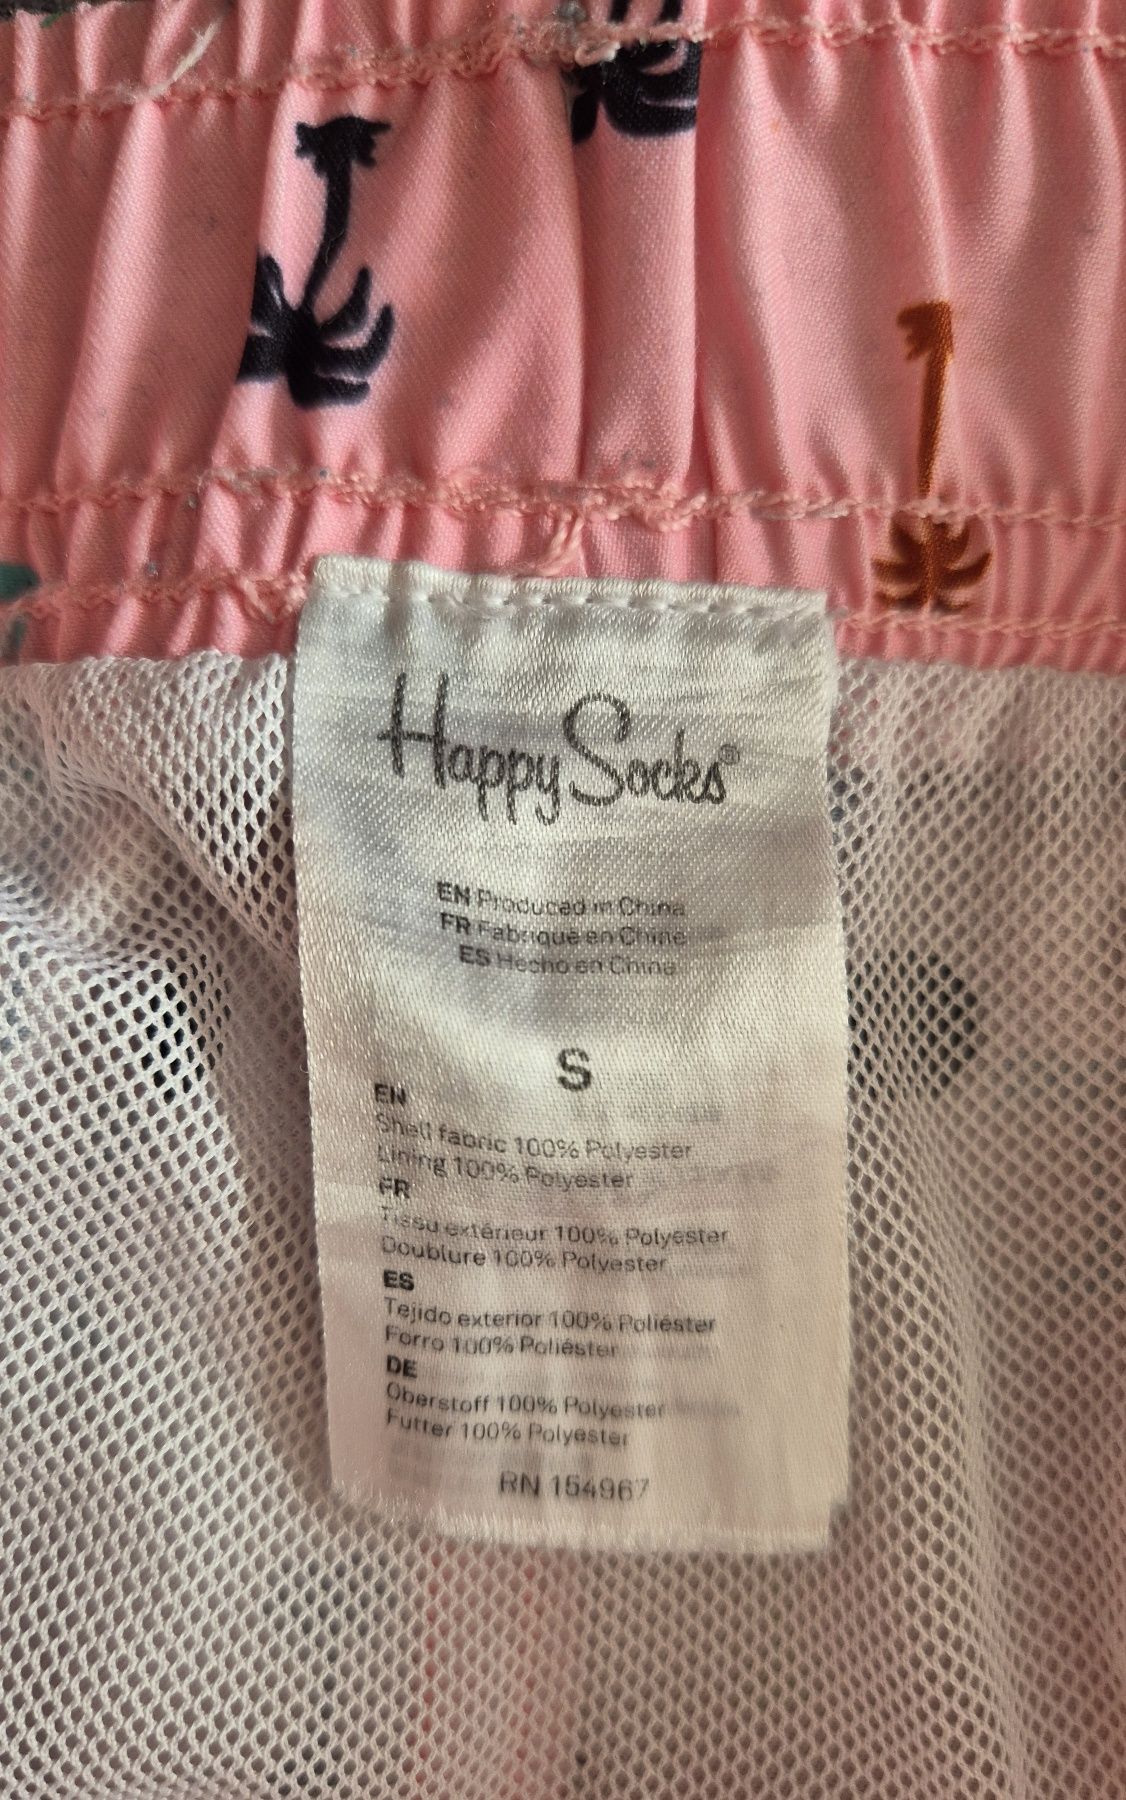 Happy Socks®
EN Produced in China
FR Fabriqué en Chine
ES Hecho en China
S
EN
Shell fabric 100% Polyester
Lining 100% Polyester
FR
Tissu extérieur 100% Polyester
Doublure 100% Polyester
ES
Tejido exterior 100% Poliéster
Forro 100% Poliéster
DE
Oberstoff 100% Polyester
Futter 100% Polyester
RN 154967